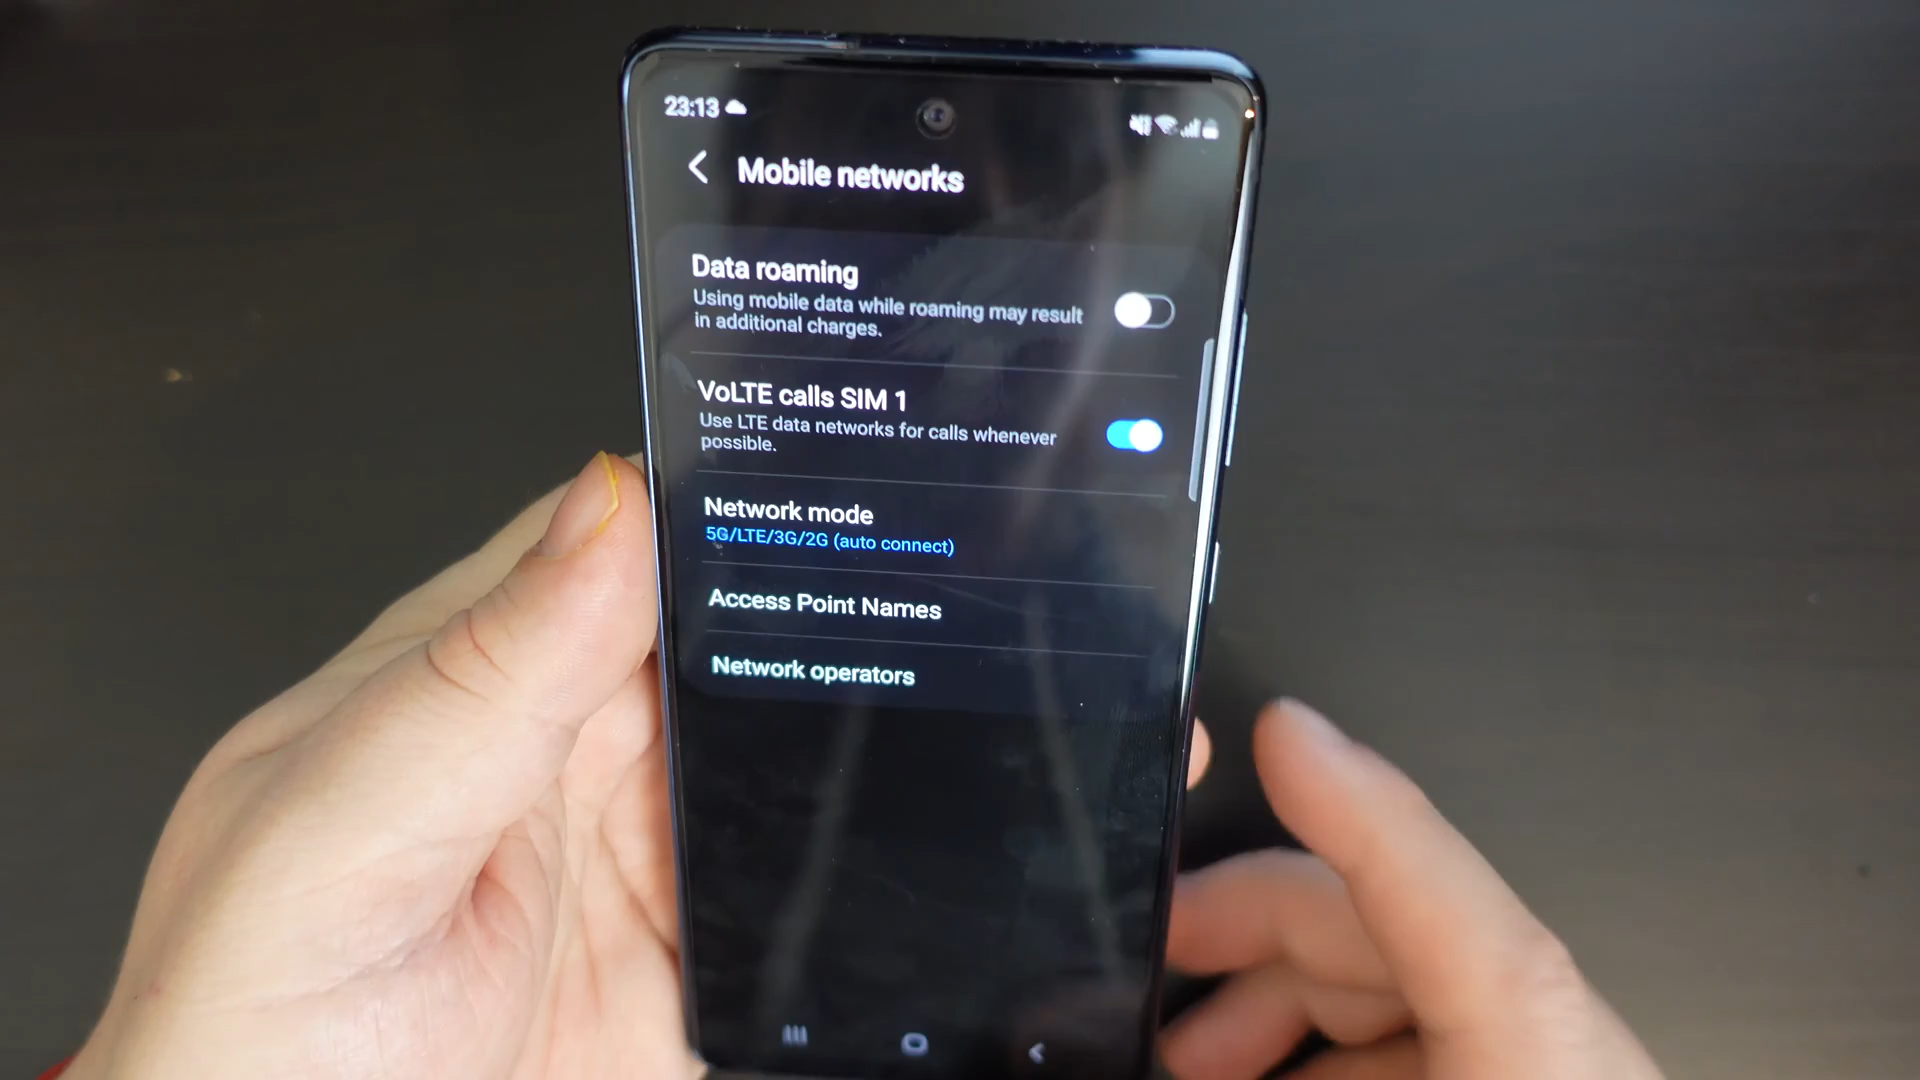 23:13
Mobile networks
Data roaming
Using mobile data while roaming may result
in additional charges.
VoLTE calls SIM 1
Use LTE data networks for calls whenever
possible.
Network mode
5G/LTE/3G/2G (auto connect)
Access Point Names
Network operators